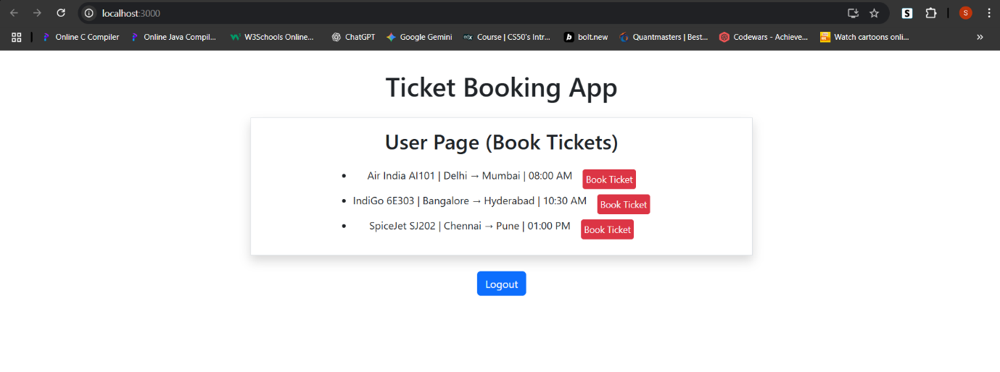 localhost:3000
S
S
Online C Compiler
Online Java Compil...
W3Schools Online...
ChatGPT
Google Gemini
Course | CS50's Intr...
bolt.new
Quantmasters | Best...
Codewars - Achieve...
Watch cartoons onli...
Ticket Booking App
User Page (Book Tickets)
Air India AI101 | Delhi → Mumbai | 08:00 AM Book Ticket
IndiGo 6E303 | Bangalore → Hyderabad | 10:30 AM Book Ticket
SpiceJet SJ202 | Chennai → Pune | 01:00 PM Book Ticket
Logout